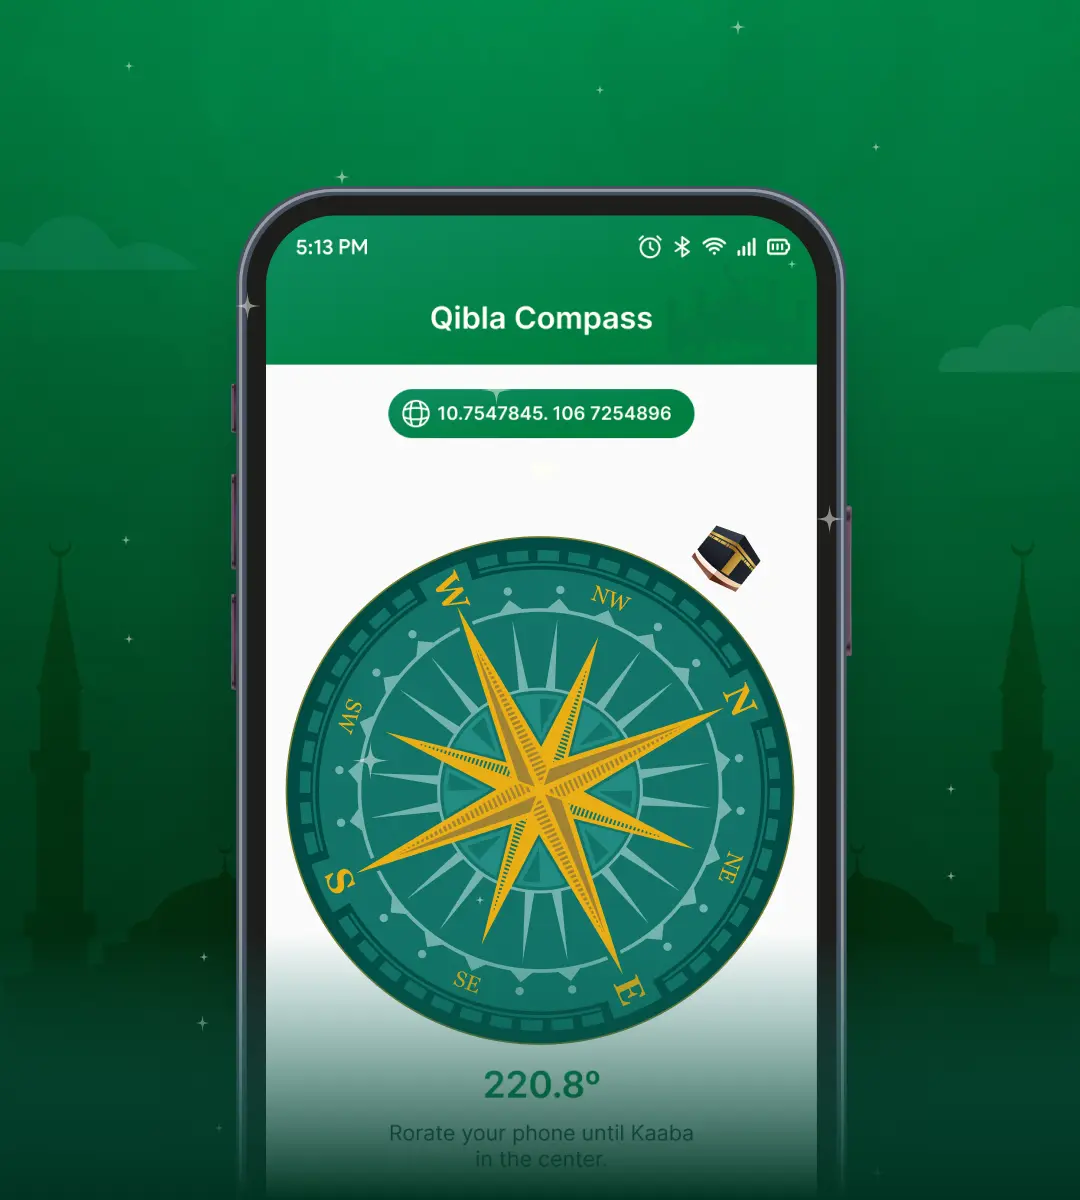 5:13 PM
Qibla Compass
10.7547845. 106 7254896
W
NW
N
SW
NE
S
SE
E
220.8º
Rorate your phone until Kaaba
in the center.